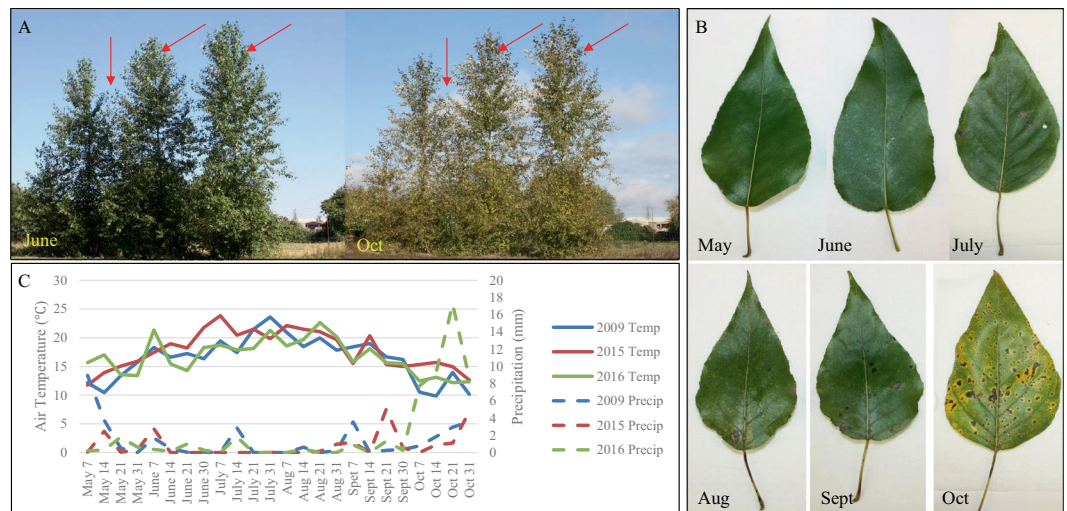 A
June
Oct
B
May
June
July
Aug
Sept
Oct
C
30
25
20
15
10
5
0
Air Temperature (°C)
20
18
16
14
12
10
8
6
4
2
0
Precipitation (mm)
May 7
May 14
May 21
May 31
June 7
June 14
June 21
June 30
July 7
July 14
July 21
July 31
Aug 7
Aug 14
Aug 21
Aug 31
Spet 7
Sept 14
Sept 21
Sept 30
Oct 7
Oct 14
Oct 21
Oct 31
2009 Temp
2015 Temp
2016 Temp
2009 Precip
2015 Precip
2016 Precip